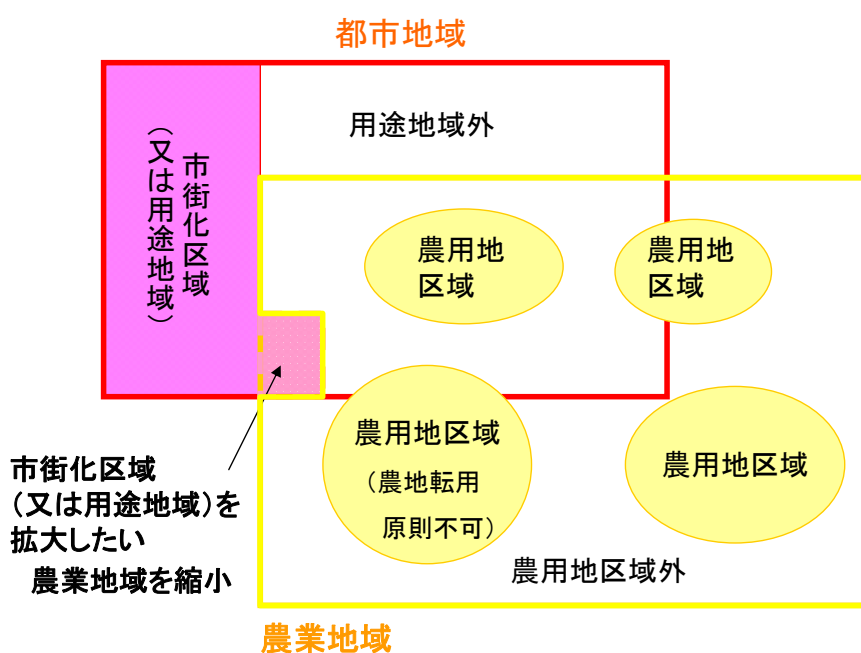 都市地域
用途地域外
市街化区域
（又は用途地域）
農用地
区域
農用地
区域
農用地区域
（農地転用
原則不可）
農用地区域
市街化区域
（又は用途地域）を
拡大したい
農業地域を縮小
農用地区域外
農業地域